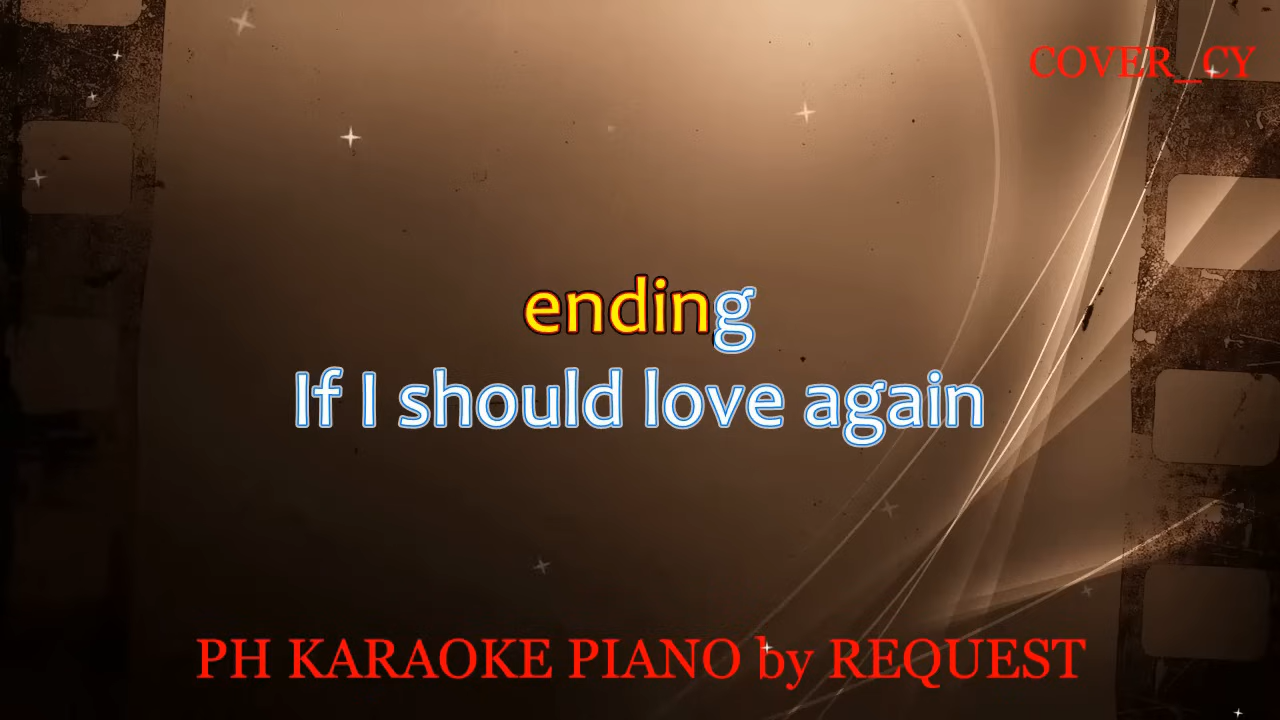 COVER_CY
ending
If I should love again
PH KARAOKE PIANO by REQUEST